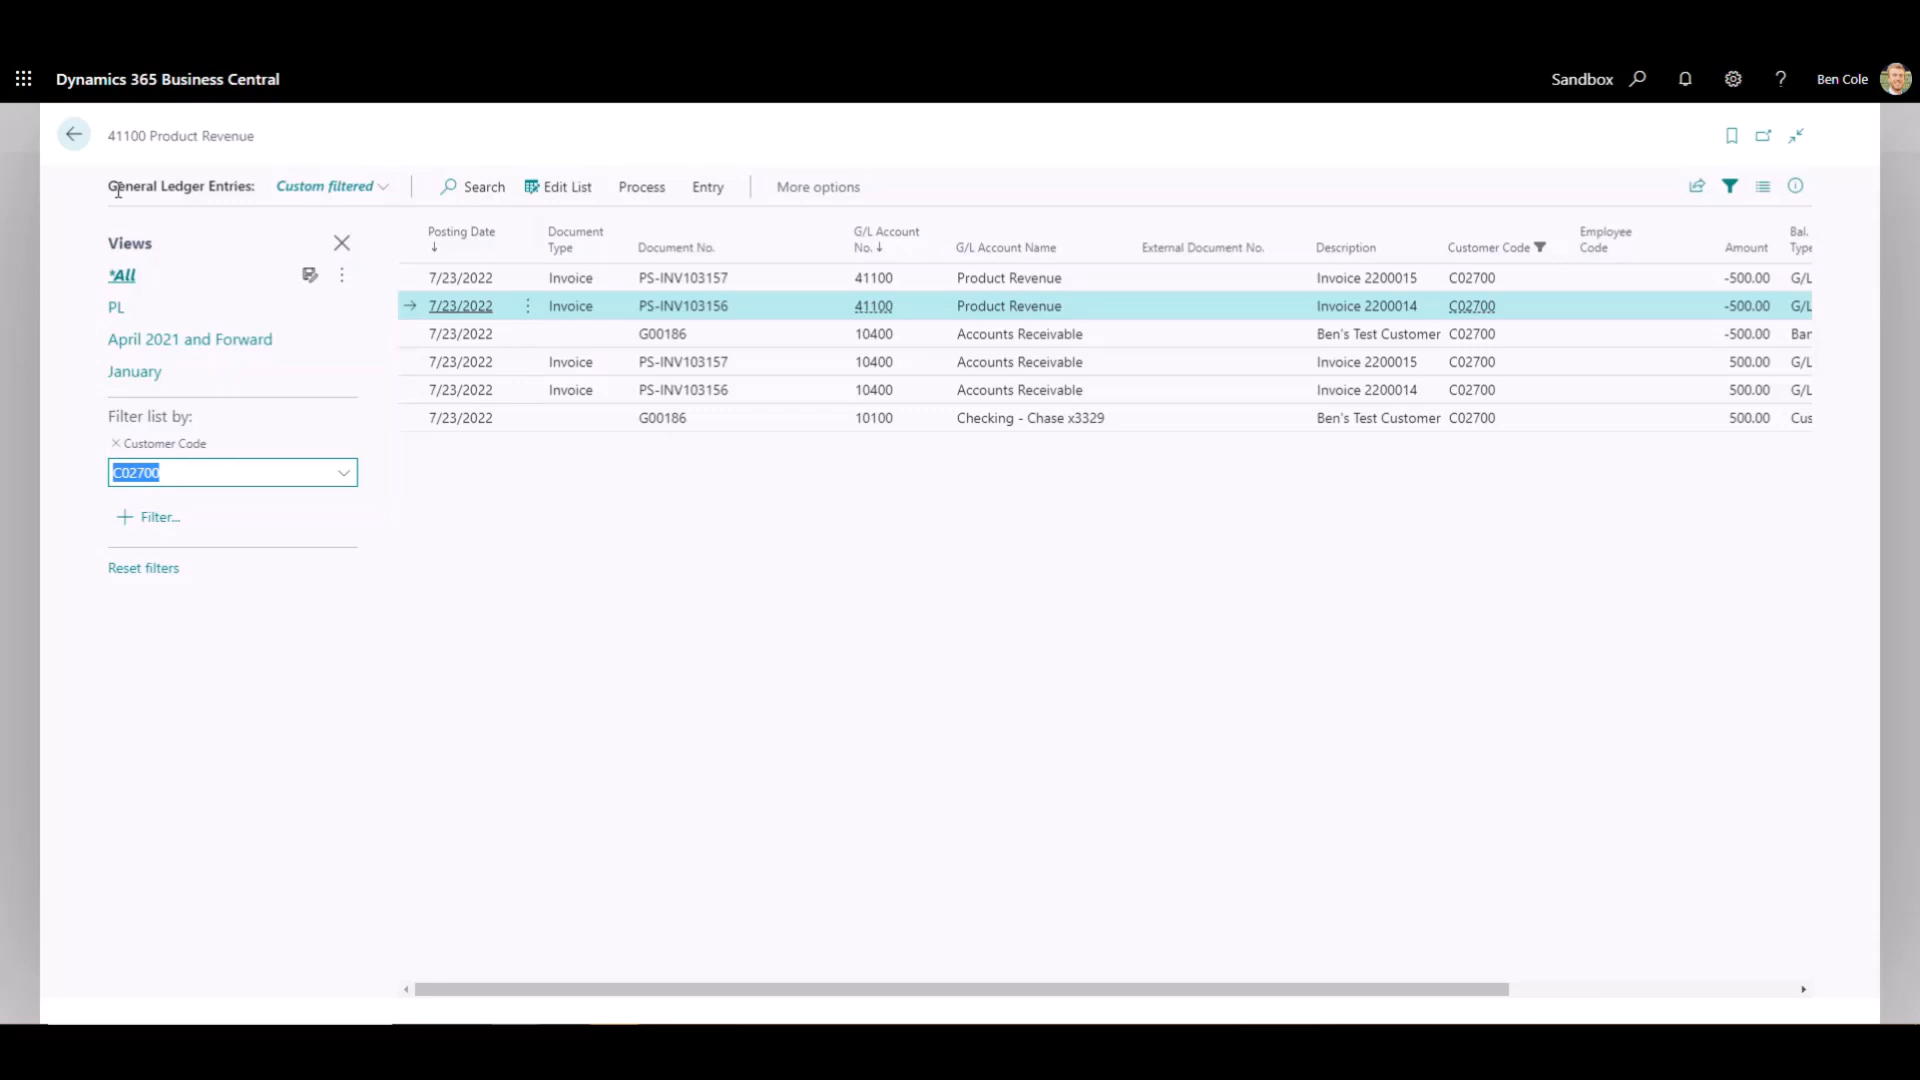 Dynamics 365 Business Central
Sandbox
Ben Cole
41100 Product Revenue
General Ledger Entries: Custom filtered Search Edit List Process Entry More options
Views
*All
PL
April 2021 and Forward
January
Filter list by:
Customer Code
C02700
Filter...
Reset filters
Posting Date ↓ Document Type Document No. G/L Account No. ↓ G/L Account Name External Document No. Description Customer Code Employee Code Amount Bal. Type
7/23/2022 Invoice PS-INV103157 41100 Product Revenue Invoice 2200015 C02700 -500.00 G/L
7/23/2022 Invoice PS-INV103156 41100 Product Revenue Invoice 2200014 C02700 -500.00 G/L
7/23/2022 G00186 10400 Accounts Receivable Ben's Test Customer C02700 -500.00 Ban
7/23/2022 Invoice PS-INV103157 10400 Accounts Receivable Invoice 2200015 C02700 500.00 G/L
7/23/2022 Invoice PS-INV103156 10400 Accounts Receivable Invoice 2200014 C02700 500.00 G/L
7/23/2022 G00186 10100 Checking - Chase x3329 Ben's Test Customer C02700 500.00 Cus